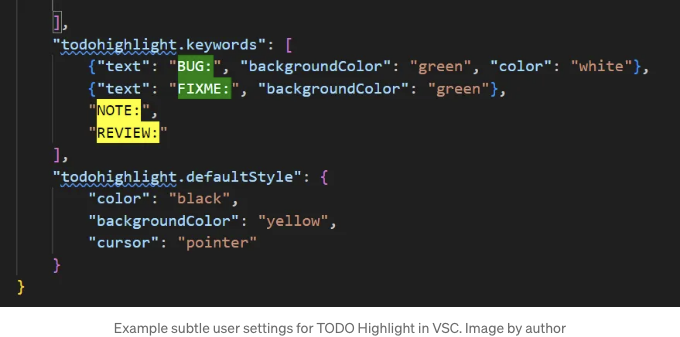 ],
"todohighlight.keywords": [
{"text": "BUG:", "backgroundColor": "green", "color": "white"},
{"text": "FIXME:", "backgroundColor": "green"},
"NOTE:",
"REVIEW:"
],
"todohighlight.defaultStyle": {
"color": "black",
"backgroundColor": "yellow",
"cursor": "pointer"
}
}
Example subtle user settings for TODO Highlight in VSC. Image by author